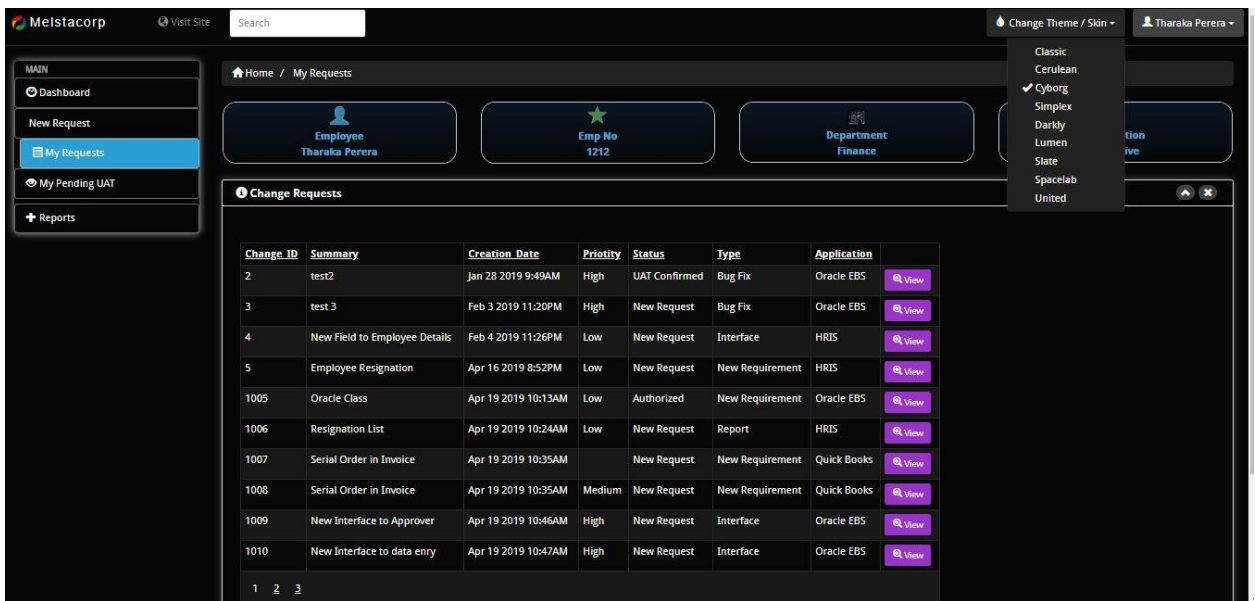 Melstacorp Visit Site Search Change Theme / Skin Tharaka Perera
Classic
Cerulean
Cyborg
Simplex
Darkly
Lumen
Slate
Spacelab
United
MAIN
Dashboard
New Request
My Requests
My Pending UAT
Reports
Home / My Requests
Employee
Tharaka Perera
Emp No
1212
Department
Finance
Change Requests
Change ID Summary Creation Date Priotity Status Type Application
2 test2 Jan 28 2019 9:49AM High UAT Confirmed Bug Fix Oracle EBS View
3 test 3 Feb 3 2019 11:20PM High New Request Bug Fix Oracle EBS View
4 New Field to Employee Details Feb 4 2019 11:26PM Low New Request Interface HRIS View
5 Employee Resignation Apr 16 2019 8:52PM Low New Request New Requirement HRIS View
1005 Oracle Class Apr 19 2019 10:13AM Low Authorized New Requirement Oracle EBS View
1006 Resignation List Apr 19 2019 10:24AM Low New Request Report HRIS View
1007 Serial Order in Invoice Apr 19 2019 10:35AM New Request New Requirement Quick Books View
1008 Serial Order in Invoice Apr 19 2019 10:35AM Medium New Request New Requirement Quick Books View
1009 New Interface to Approver Apr 19 2019 10:46AM High New Request Interface Oracle EBS View
1010 New Interface to data enry Apr 19 2019 10:47AM High New Request Interface Oracle EBS View
1 2 3